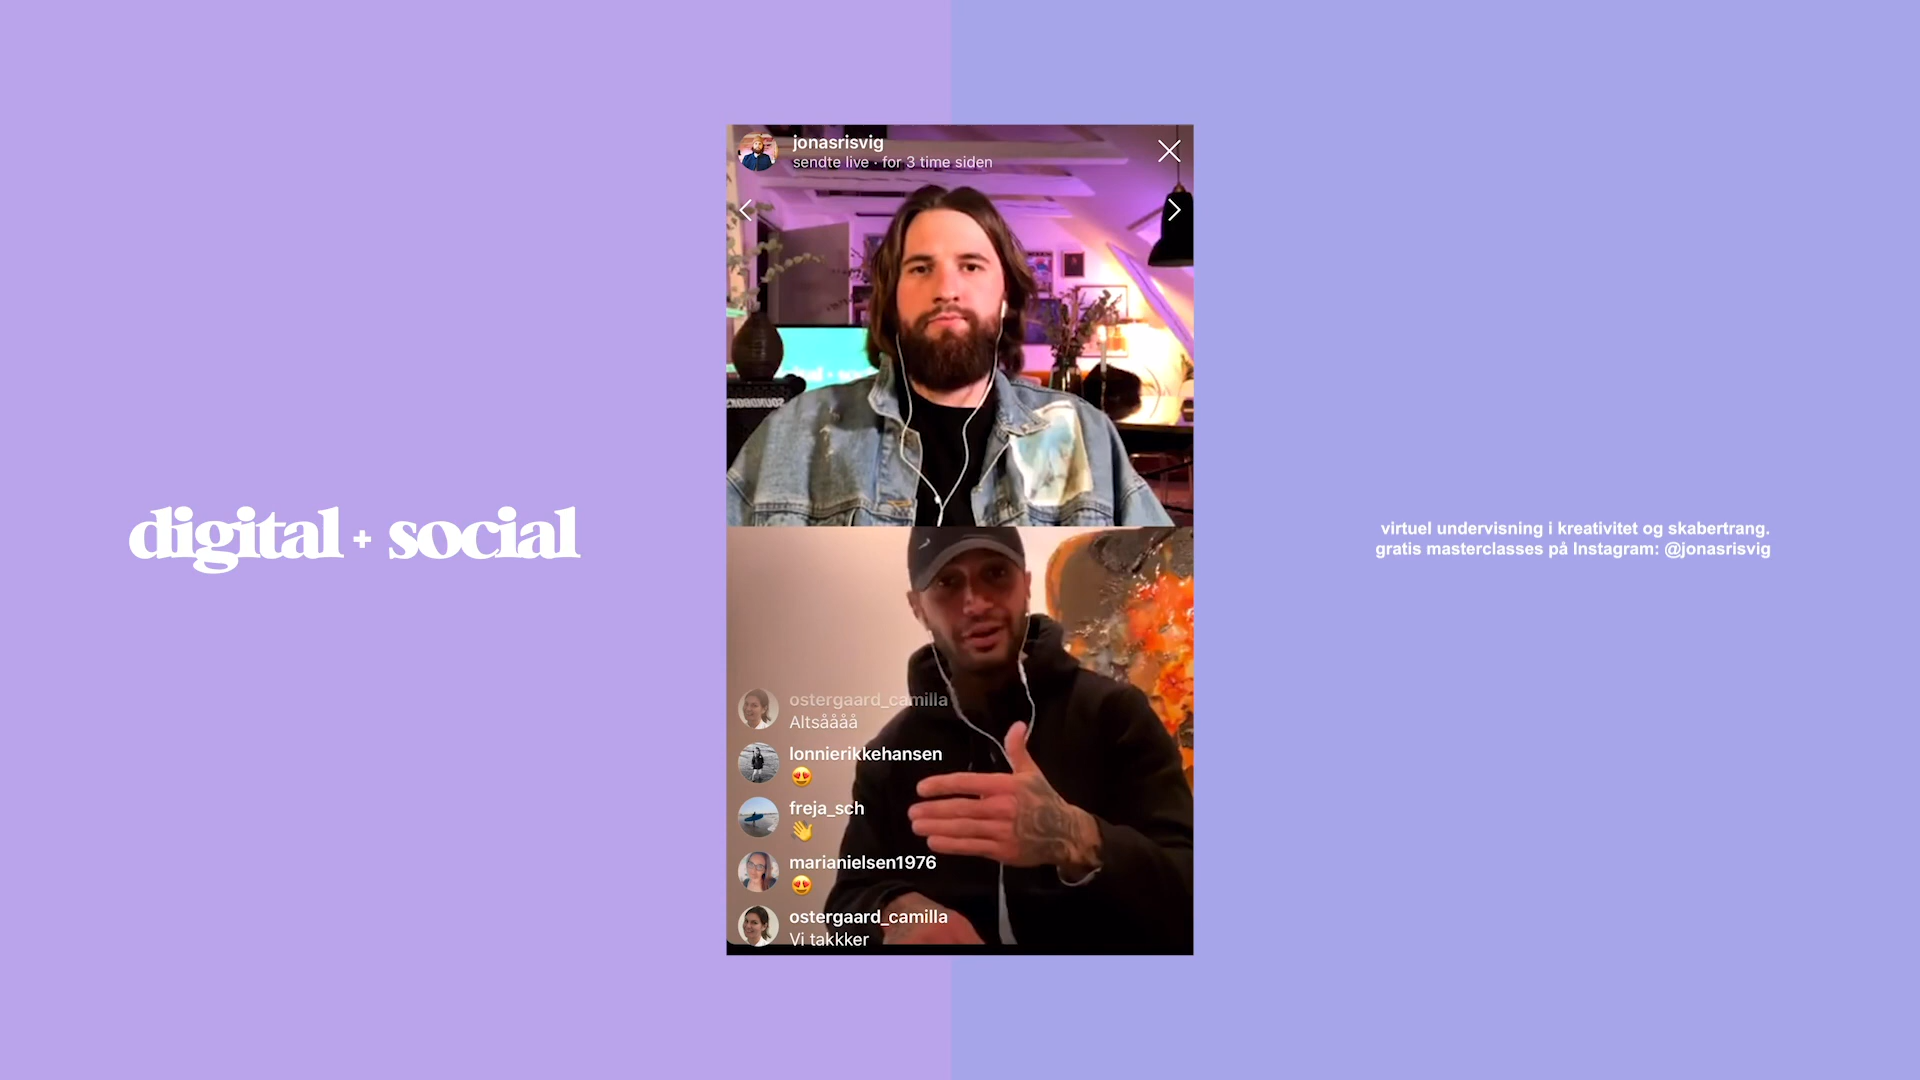 jonasrisvig
sendte live · for 3 time siden
digital + social
virtuel undervisning i kreativitet og skabertrang.
gratis masterclasses på Instagram: @jonasrisvig
ostergaard_camilla
Altsåååå
lonnierikkehansen
😍
freja_sch
👋
marianielsen1976
😍
ostergaard_camilla
Vi takkker